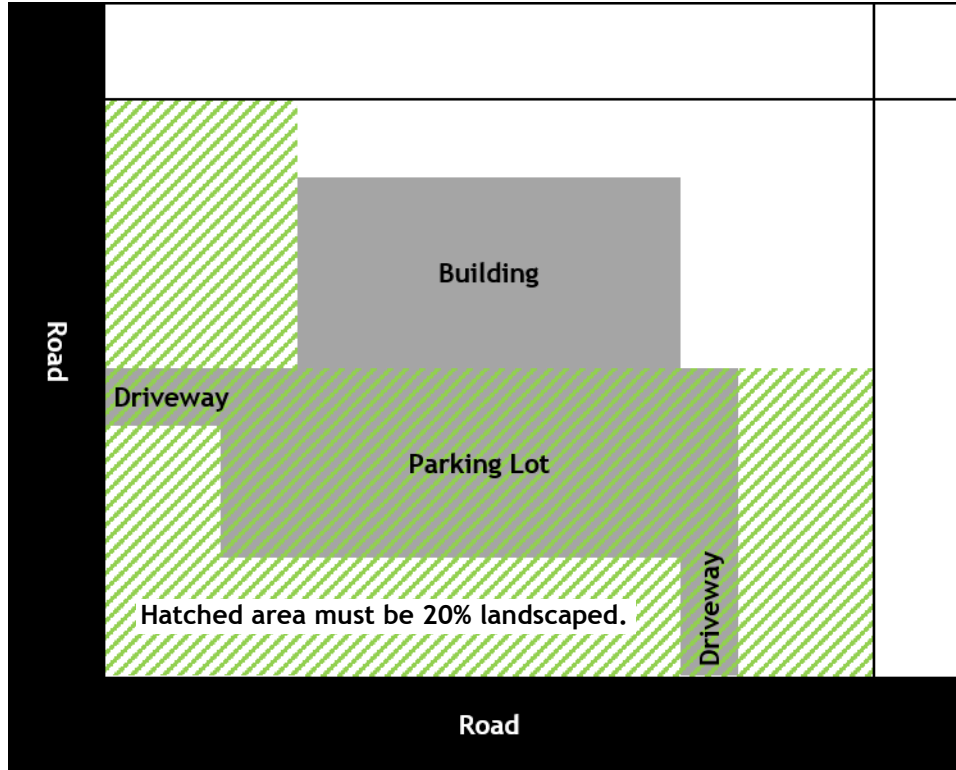 Building
Road
Driveway
Parking Lot
Driveway
Hatched area must be 20% landscaped.
Road